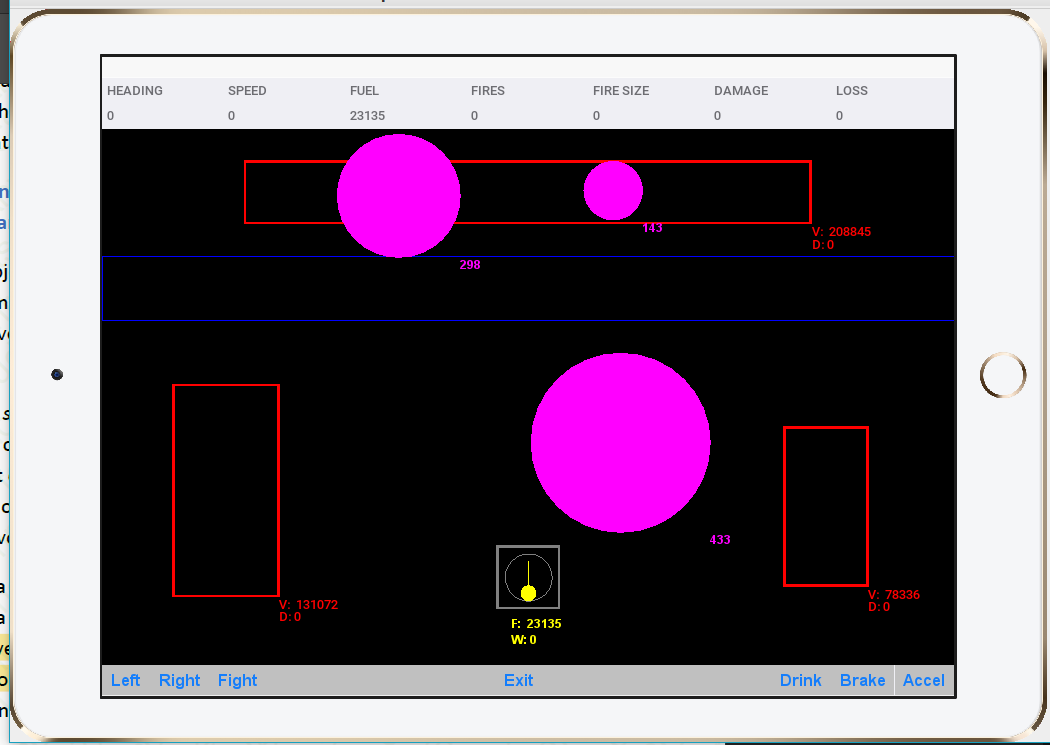 HEADING SPEED FUEL FIRES FIRE SIZE DAMAGE LOSS
0 0 23135 0 0 0 0
143
V: 208845
D: 0
298
433
V: 131072
D: 0
V: 78336
D: 0
F: 23135
W: 0
Left Right Fight Exit Drink Brake Accel